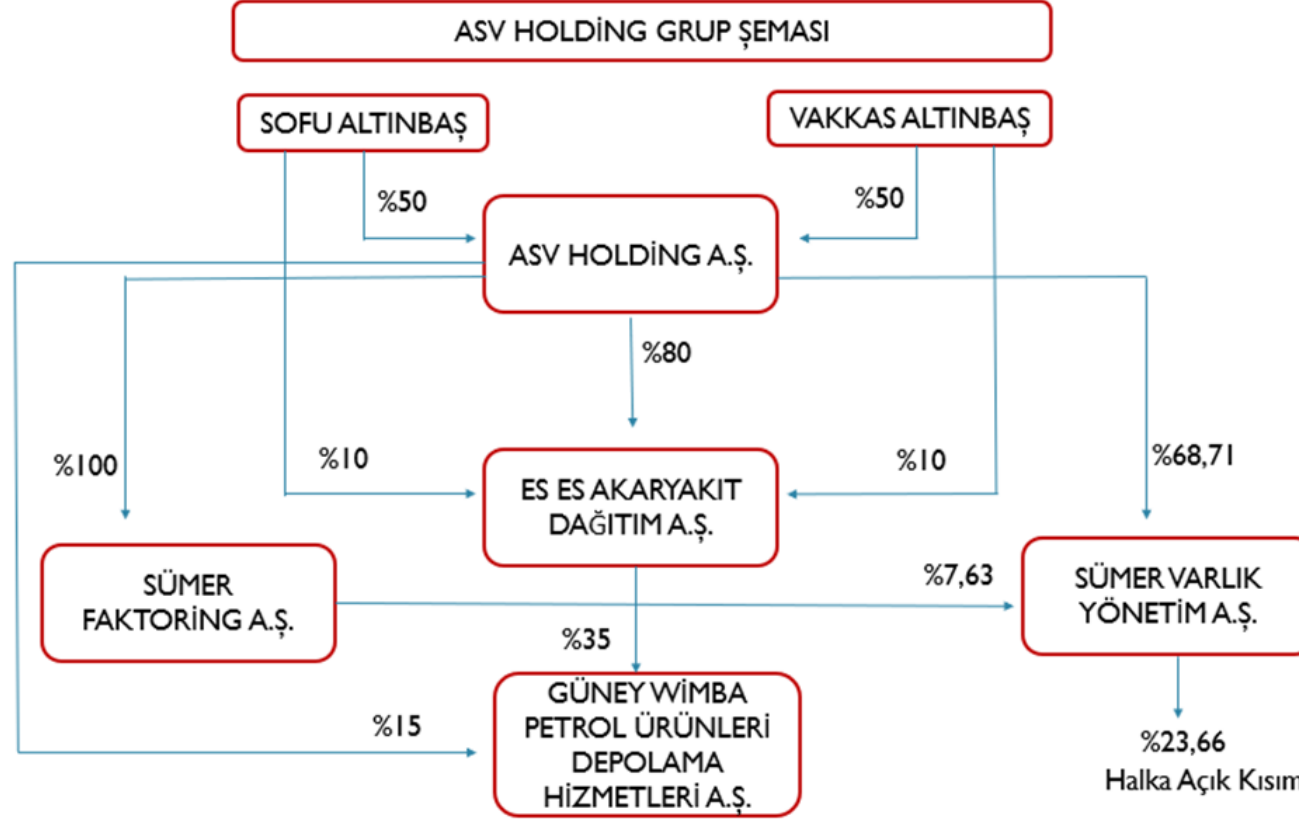 ASV HOLDİNG GRUP ŞEMASI
SOFU ALTINBAŞ
VAKKAS ALTINBAŞ
%50
%50
ASV HOLDİNG A.Ş.
%80
%100
%10
%10
%68,71
ES ES AKARYAKIT
DAĞITIM A.Ş.
SÜMER
FAKTORİNG A.Ş.
%7,63
SÜMER VARLIK
YÖNETİM A.Ş.
%35
%15
GÜNEY WİMBA
PETROL ÜRÜNLERİ
DEPOLAMA
HİZMETLERİ A.Ş.
%23,66
Halka Açık Kısım